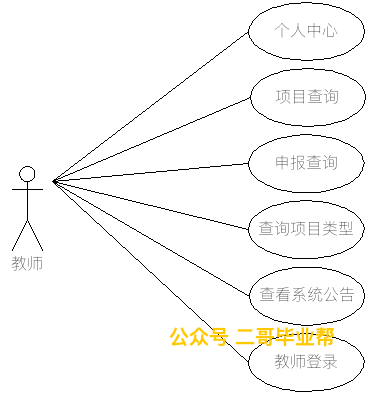 个人中心
项目查询
申报查询
查询项目类型
教师
查看系统公告
公众号 二哥毕业帮
教师登录